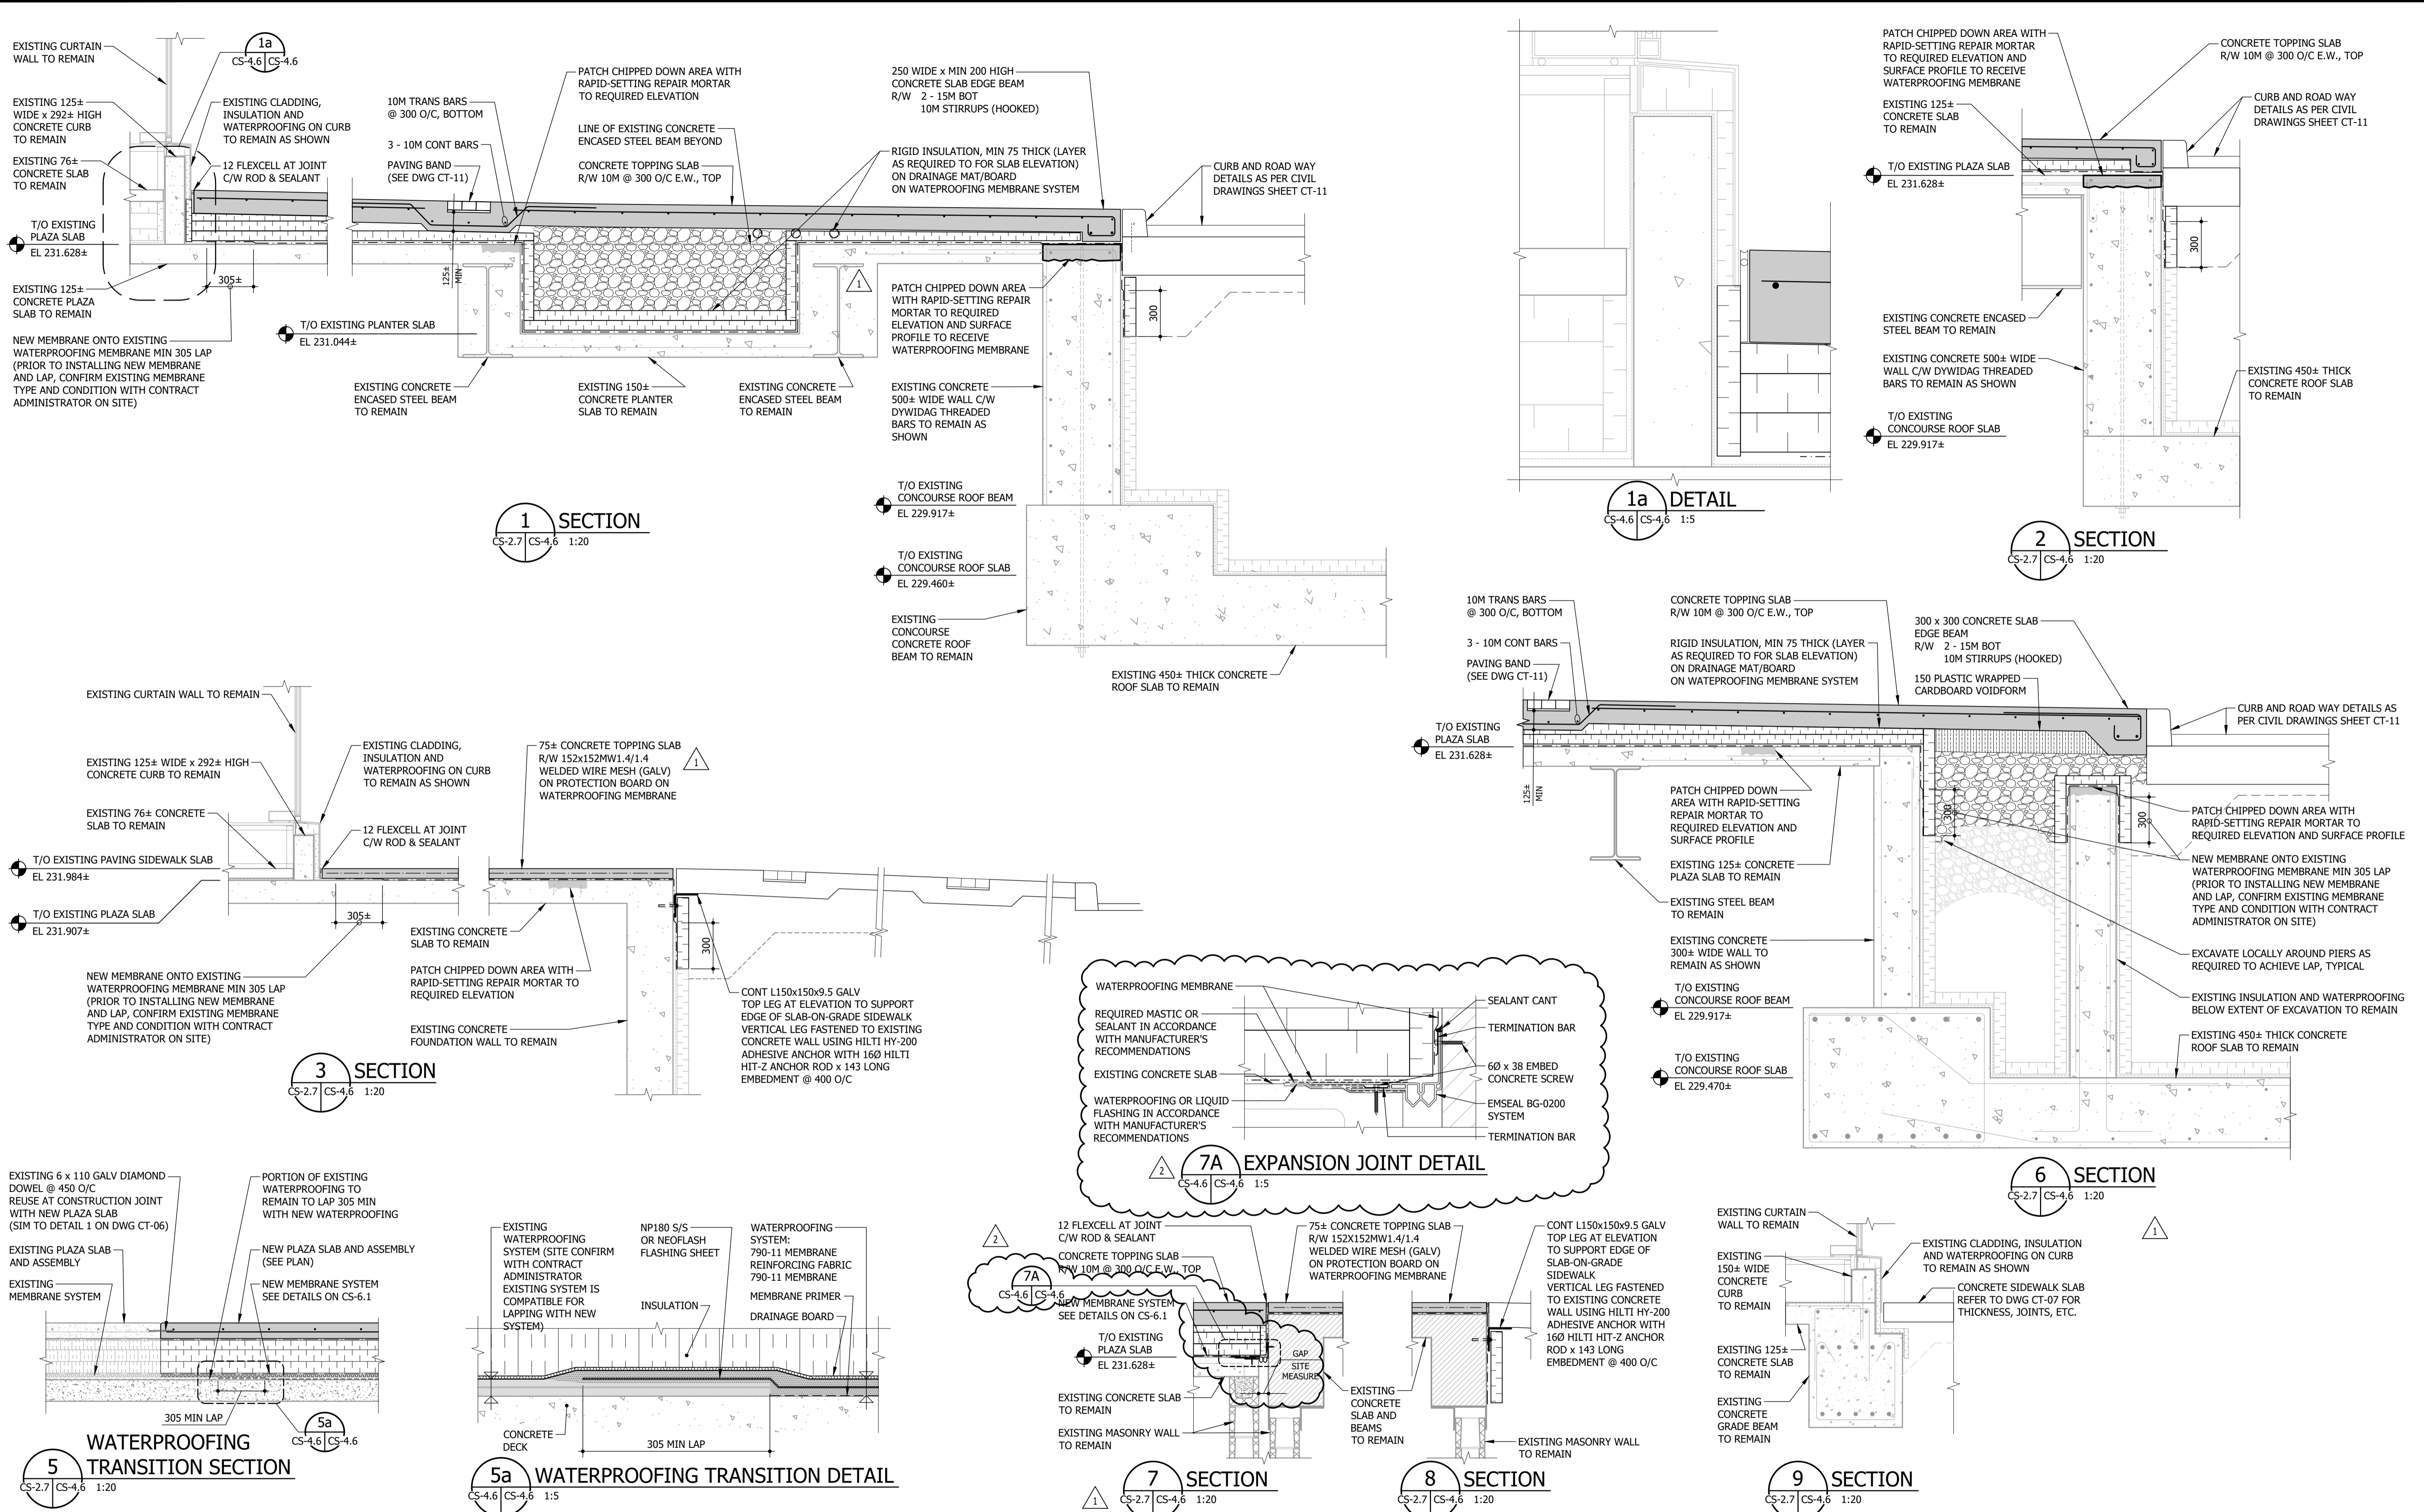 1a
CS-4.6 CS-4.6
EXISTING CURTAIN
WALL TO REMAIN
EXISTING 125±
WIDE x 292± HIGH
CONCRETE CURB
TO REMAIN
EXISTING 76±
CONCRETE SLAB
TO REMAIN
T/O EXISTING
PLAZA SLAB
EL 231.628±
EXISTING 125±
CONCRETE PLAZA
SLAB TO REMAIN
NEW MEMBRANE ONTO EXISTING
WATERPROOFING MEMBRANE MIN 305 LAP
(PRIOR TO INSTALLING NEW MEMBRANE
AND LAP, CONFIRM EXISTING MEMBRANE
TYPE AND CONDITION WITH CONTRACT
ADMINISTRATOR ON SITE)
EXISTING CLADDING,
INSULATION AND
WATERPROOFING ON CURB
TO REMAIN AS SHOWN
12 FLEXCELL AT JOINT
C/W ROD & SEALANT
305±
10M TRANS BARS
@ 300 O/C, BOTTOM
3 - 10M CONT BARS
PAVING BAND
(SEE DWG CT-11)
125±
MIN
PATCH CHIPPED DOWN AREA WITH
RAPID-SETTING REPAIR MORTAR
TO REQUIRED ELEVATION
LINE OF EXISTING CONCRETE
ENCASED STEEL BEAM BEYOND
CONCRETE TOPPING SLAB
R/W 10M @ 300 O/C E.W., TOP
250 WIDE x MIN 200 HIGH
CONCRETE SLAB EDGE BEAM
R/W 2 - 15M BOT
10M STIRRUPS (HOOKED)
RIGID INSULATION, MIN 75 THICK (LAYER
AS REQUIRED TO FOR SLAB ELEVATION)
ON DRAINAGE MAT/BOARD
ON WATEPROOFING MEMBRANE SYSTEM
CURB AND ROAD WAY
DETAILS AS PER CIVIL
DRAWINGS SHEET CT-11
1
300
T/O EXISTING PLANTER SLAB
EL 231.044±
EXISTING CONCRETE
ENCASED STEEL BEAM
TO REMAIN
EXISTING 150±
CONCRETE PLANTER
SLAB TO REMAIN
EXISTING CONCRETE
ENCASED STEEL BEAM
TO REMAIN
PATCH CHIPPED DOWN AREA
WITH RAPID-SETTING REPAIR
MORTAR TO REQUIRED
ELEVATION AND SURFACE
PROFILE TO RECEIVE
WATERPROOFING MEMBRANE
EXISTING CONCRETE
500± WIDE WALL C/W
DYWIDAG THREADED
BARS TO REMAIN AS
SHOWN
T/O EXISTING
CONCOURSE ROOF BEAM
EL 229.917±
T/O EXISTING
CONCOURSE ROOF SLAB
EL 229.460±
EXISTING
CONCOURSE
CONCRETE ROOF
BEAM TO REMAIN
EXISTING 450± THICK CONCRETE
ROOF SLAB TO REMAIN
1 SECTION
CS-2.7 CS-4.6 1:20
1a DETAIL
CS-4.6 CS-4.6 1:5
PATCH CHIPPED DOWN AREA WITH
RAPID-SETTING REPAIR MORTAR
TO REQUIRED ELEVATION AND
SURFACE PROFILE TO RECEIVE
WATERPROOFING MEMBRANE
EXISTING 125±
CONCRETE SLAB
TO REMAIN
T/O EXISTING PLAZA SLAB
EL 231.628±
EXISTING CONCRETE ENCASED
STEEL BEAM TO REMAIN
EXISTING CONCRETE 500± WIDE
WALL C/W DYWIDAG THREADED
BARS TO REMAIN AS SHOWN
T/O EXISTING
CONCOURSE ROOF SLAB
EL 229.917±
CONCRETE TOPPING SLAB
R/W 10M @ 300 O/C E.W., TOP
CURB AND ROAD WAY
DETAILS AS PER CIVIL
DRAWINGS SHEET CT-11
300
EXISTING 450± THICK
CONCRETE ROOF SLAB
TO REMAIN
2 SECTION
CS-2.7 CS-4.6 1:20
EXISTING CURTAIN WALL TO REMAIN
EXISTING 125± WIDE x 292± HIGH
CONCRETE CURB TO REMAIN
EXISTING 76± CONCRETE
SLAB TO REMAIN
T/O EXISTING PAVING SIDEWALK SLAB
EL 231.984±
T/O EXISTING PLAZA SLAB
EL 231.907±
NEW MEMBRANE ONTO EXISTING
WATERPROOFING MEMBRANE MIN 305 LAP
(PRIOR TO INSTALLING NEW MEMBRANE
AND LAP, CONFIRM EXISTING MEMBRANE
TYPE AND CONDITION WITH CONTRACT
ADMINISTRATOR ON SITE)
EXISTING CLADDING,
INSULATION AND
WATERPROOFING ON CURB
TO REMAIN AS SHOWN
12 FLEXCELL AT JOINT
C/W ROD & SEALANT
305±
75± CONCRETE TOPPING SLAB
R/W 152x152MW1.4/1.4
WELDED WIRE MESH (GALV)
ON PROTECTION BOARD ON
WATERPROOFING MEMBRANE
1
EXISTING CONCRETE
SLAB TO REMAIN
PATCH CHIPPED DOWN AREA WITH
RAPID-SETTING REPAIR MORTAR TO
REQUIRED ELEVATION
EXISTING CONCRETE
FOUNDATION WALL TO REMAIN
300
CONT L150x150x9.5 GALV
TOP LEG AT ELEVATION TO SUPPORT
EDGE OF SLAB-ON-GRADE SIDEWALK
VERTICAL LEG FASTENED TO EXISTING
CONCRETE WALL USING HILTI HY-200
ADHESIVE ANCHOR WITH 16Ø HILTI
HIT-Z ANCHOR ROD x 143 LONG
EMBEDMENT @ 400 O/C
3 SECTION
CS-2.7 CS-4.6 1:20
10M TRANS BARS
@ 300 O/C, BOTTOM
3 - 10M CONT BARS
PAVING BAND
(SEE DWG CT-11)
T/O EXISTING
PLAZA SLAB
EL 231.628±
125±
MIN
CONCRETE TOPPING SLAB
R/W 10M @ 300 O/C E.W., TOP
RIGID INSULATION, MIN 75 THICK (LAYER
AS REQUIRED TO FOR SLAB ELEVATION)
ON DRAINAGE MAT/BOARD
ON WATEPROOFING MEMBRANE SYSTEM
300 x 300 CONCRETE SLAB
EDGE BEAM
R/W 2 - 15M BOT
10M STIRRUPS (HOOKED)
150 PLASTIC WRAPPED
CARDBOARD VOIDFORM
CURB AND ROAD WAY DETAILS AS
PER CIVIL DRAWINGS SHEET CT-11
PATCH CHIPPED DOWN
AREA WITH RAPID-SETTING
REPAIR MORTAR TO
REQUIRED ELEVATION AND
SURFACE PROFILE
EXISTING 125± CONCRETE
PLAZA SLAB TO REMAIN
EXISTING STEEL BEAM
TO REMAIN
EXISTING CONCRETE
300± WIDE WALL TO
REMAIN AS SHOWN
T/O EXISTING
CONCOURSE ROOF BEAM
EL 229.917±
T/O EXISTING
CONCOURSE ROOF SLAB
EL 229.470±
300
300
PATCH CHIPPED DOWN AREA WITH
RAPID-SETTING REPAIR MORTAR TO
REQUIRED ELEVATION AND SURFACE PROFILE
NEW MEMBRANE ONTO EXISTING
WATERPROOFING MEMBRANE MIN 305 LAP
(PRIOR TO INSTALLING NEW MEMBRANE
AND LAP, CONFIRM EXISTING MEMBRANE
TYPE AND CONDITION WITH CONTRACT
ADMINISTRATOR ON SITE)
EXCAVATE LOCALLY AROUND PIERS AS
REQUIRED TO ACHIEVE LAP, TYPICAL
EXISTING INSULATION AND WATERPROOFING
BELOW EXTENT OF EXCAVATION TO REMAIN
EXISTING 450± THICK CONCRETE
ROOF SLAB TO REMAIN
6 SECTION
CS-2.7 CS-4.6 1:20
WATERPROOFING MEMBRANE
REQUIRED MASTIC OR
SEALANT IN ACCORDANCE
WITH MANUFACTURER'S
RECOMMENDATIONS
EXISTING CONCRETE SLAB
WATERPROOFING OR LIQUID
FLASHING IN ACCORDANCE
WITH MANUFACTURER'S
RECOMMENDATIONS
SEALANT CANT
TERMINATION BAR
6Ø x 38 EMBED
CONCRETE SCREW
EMSEAL BG-0200
SYSTEM
TERMINATION BAR
2
7A EXPANSION JOINT DETAIL
CS-4.6 CS-4.6 1:5
EXISTING 6 x 110 GALV DIAMOND
DOWEL @ 450 O/C
REUSE AT CONSTRUCTION JOINT
WITH NEW PLAZA SLAB
(SIM TO DETAIL 1 ON DWG CT-06)
EXISTING PLAZA SLAB
AND ASSEMBLY
EXISTING
MEMBRANE SYSTEM
PORTION OF EXISTING
WATERPROOFING TO
REMAIN TO LAP 305 MIN
WITH NEW WATERPROOFING
NEW PLAZA SLAB AND ASSEMBLY
(SEE PLAN)
NEW MEMBRANE SYSTEM
SEE DETAILS ON CS-6.1
305 MIN LAP
5a
CS-4.6 CS-4.6
5 WATERPROOFING
TRANSITION SECTION
CS-2.7 CS-4.6 1:20
EXISTING
WATERPROOFING
SYSTEM (SITE CONFIRM
WITH CONTRACT
ADMINISTRATOR
EXISTING SYSTEM IS
COMPATIBLE FOR
LAPPING WITH NEW
SYSTEM)
NP180 S/S
OR NEOFLASH
FLASHING SHEET
INSULATION
WATERPROOFING
SYSTEM:
790-11 MEMBRANE
REINFORCING FABRIC
790-11 MEMBRANE
MEMBRANE PRIMER
DRAINAGE BOARD
CONCRETE
DECK
305 MIN LAP
5a WATERPROOFING TRANSITION DETAIL
CS-4.6 CS-4.6 1:5
2
12 FLEXCELL AT JOINT
C/W ROD & SEALANT
CONCRETE TOPPING SLAB
R/W 10M @ 300 O/C E.W., TOP
7A
CS-4.6 CS-4.6
NEW MEMBRANE SYSTEM
SEE DETAILS ON CS-6.1
T/O EXISTING
PLAZA SLAB
EL 231.628±
EXISTING CONCRETE SLAB
TO REMAIN
EXISTING MASONRY WALL
TO REMAIN
75± CONCRETE TOPPING SLAB
R/W 152X152MW1.4/1.4
WELDED WIRE MESH (GALV)
ON PROTECTION BOARD ON
WATERPROOFING MEMBRANE
GAP
SITE
MEASURE
EXISTING
CONCRETE
SLAB AND
BEAMS
TO REMAIN
1
7 SECTION
CS-2.7 CS-4.6 1:20
CONT L150x150x9.5 GALV
TOP LEG AT ELEVATION
TO SUPPORT EDGE OF
SLAB-ON-GRADE
SIDEWALK
VERTICAL LEG FASTENED
TO EXISTING CONCRETE
WALL USING HILTI HY-200
ADHESIVE ANCHOR WITH
16Ø HILTI HIT-Z ANCHOR
ROD x 143 LONG
EMBEDMENT @ 400 O/C
EXISTING MASONRY WALL
TO REMAIN
8 SECTION
CS-2.7 CS-4.6 1:20
EXISTING CURTAIN
WALL TO REMAIN
EXISTING
150± WIDE
CONCRETE
CURB
TO REMAIN
EXISTING 125±
CONCRETE SLAB
TO REMAIN
EXISTING
CONCRETE
GRADE BEAM
TO REMAIN
1
EXISTING CLADDING, INSULATION
AND WATERPROOFING ON CURB
TO REMAIN AS SHOWN
CONCRETE SIDEWALK SLAB
REFER TO DWG CT-07 FOR
THICKNESS, JOINTS, ETC.
9 SECTION
CS-2.7 CS-4.6 1:20